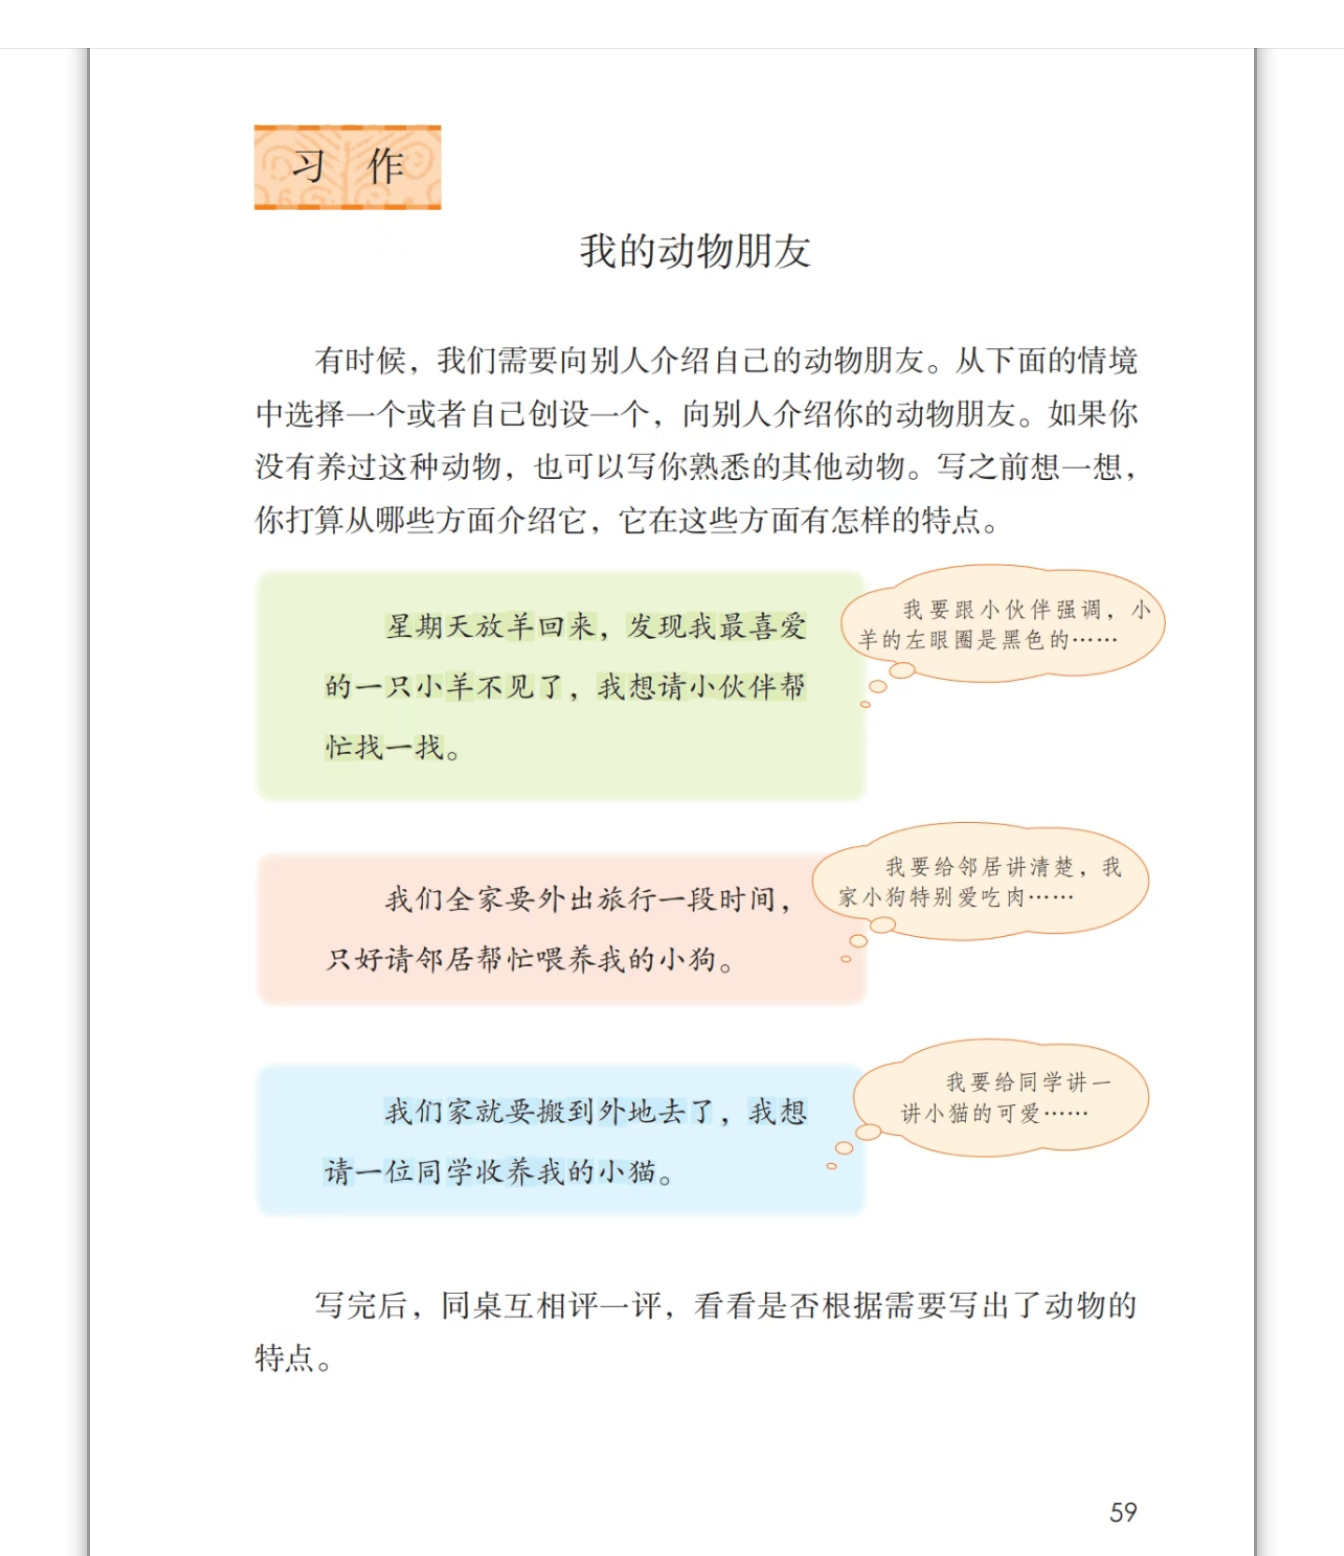 习 作
我的动物朋友
有时候，我们需要向别人介绍自己的动物朋友。从下面的情境
中选择一个或者自己创设一个，向别人介绍你的动物朋友。如果你
没有养过这种动物，也可以写你熟悉的其他动物。写之前想一想，
你打算从哪些方面介绍它，它在这些方面有怎样的特点。
星期天放羊回来，发现我最喜爱
的一只小羊不见了，我想请小伙伴帮
忙找一找。
我要跟小伙伴强调，小
羊的左眼圈是黑色的……
我们全家要外出旅行一段时间，
只好请邻居帮忙喂养我的小狗。
我要给邻居讲清楚，我
家小狗特别爱吃肉……
我们家就要搬到外地去了，我想
请一位同学收养我的小猫。
我要给同学讲一
讲小猫的可爱……
写完后，同桌互相评一评，看看是否根据需要写出了动物的
特点。
59